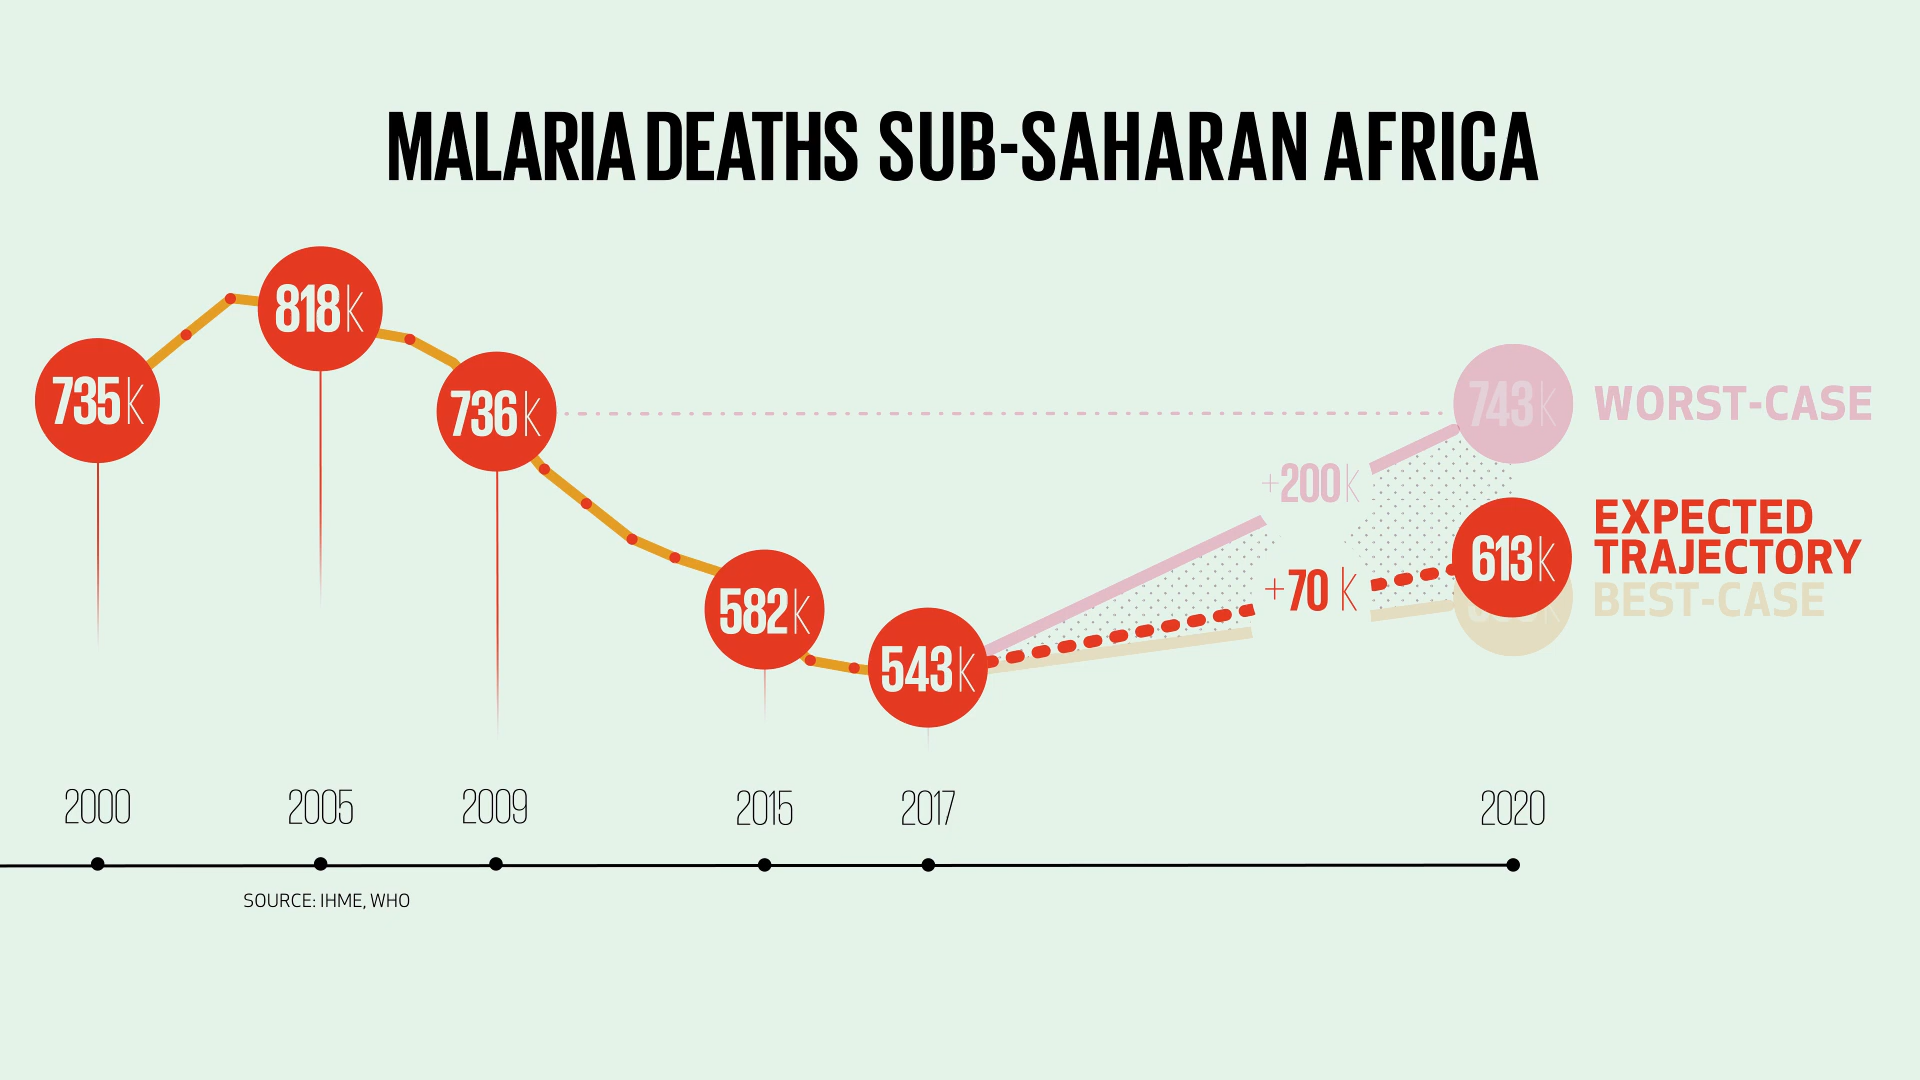 MALARIA DEATHS SUB-SAHARAN AFRICA
818K
735K
736K
743K
WORST-CASE
+200K
EXPECTED
TRAJECTORY
613K
+70 K
BEST-CASE
582K
543K
2000
2005
2009
2015
2017
2020
SOURCE: IHME, WHO